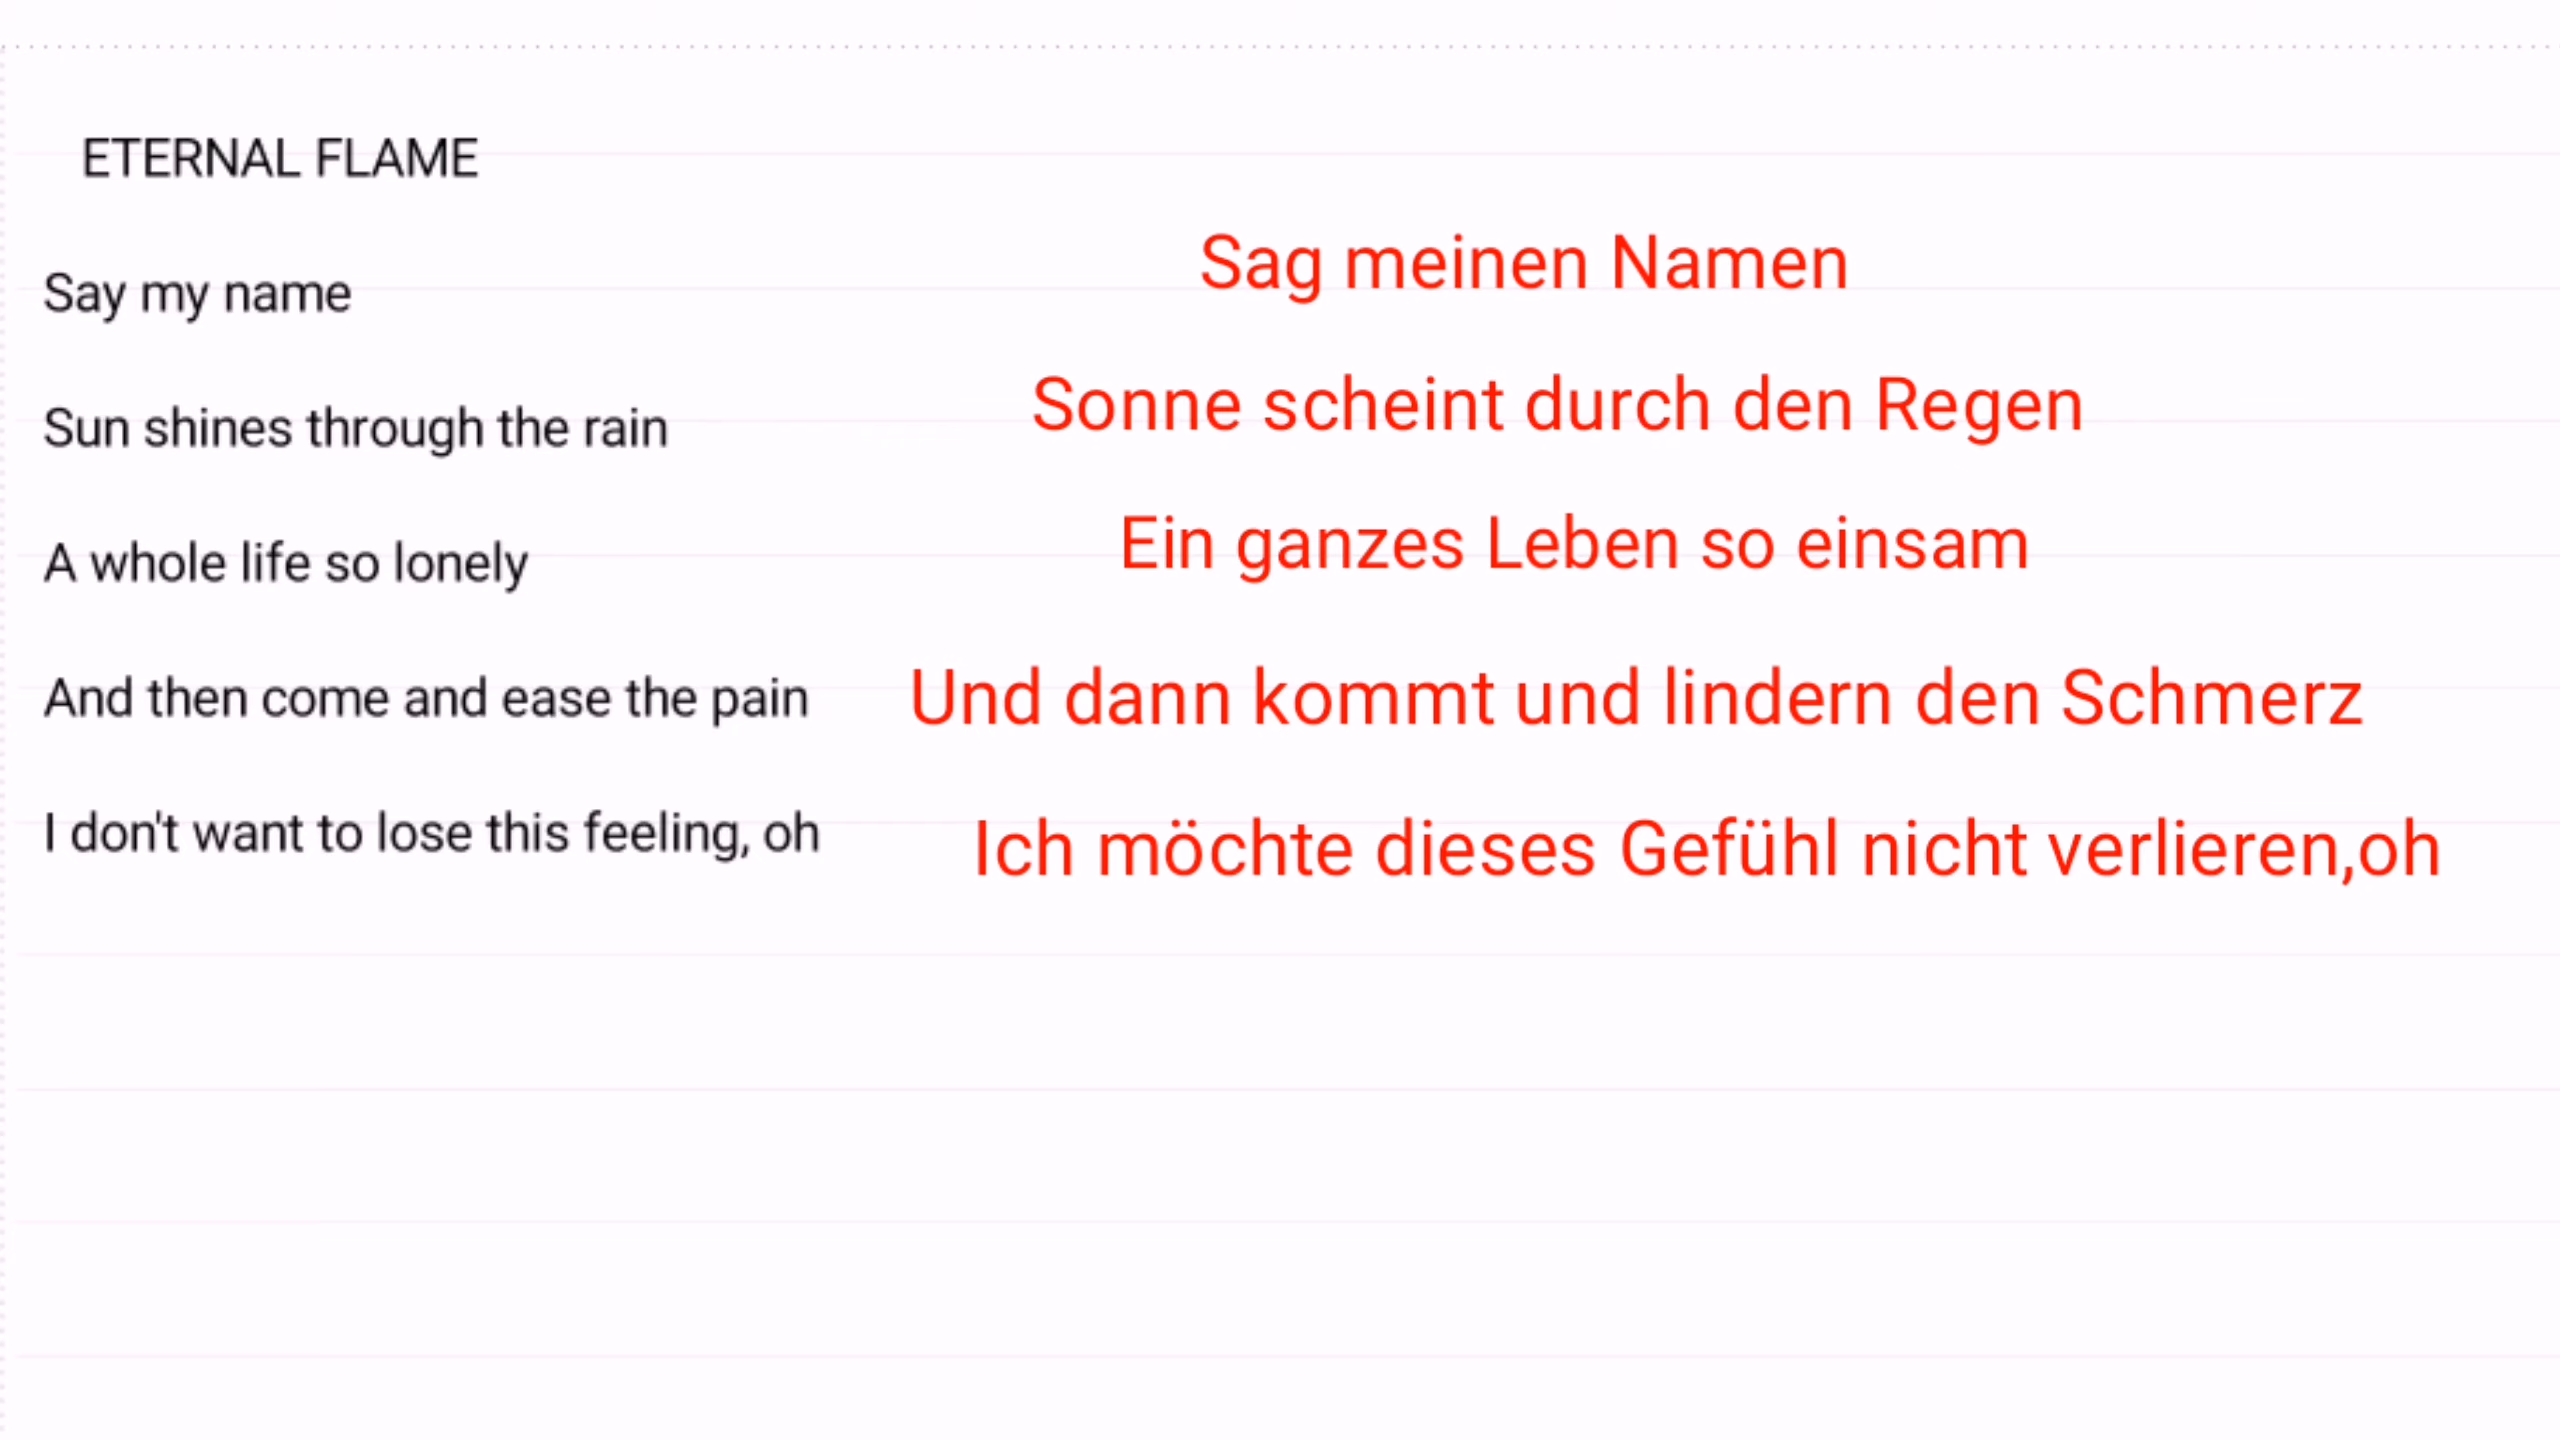 ETERNAL FLAME
Say my name
Sag meinen Namen
Sun shines through the rain
Sonne scheint durch den Regen
A whole life so lonely
Ein ganzes Leben so einsam
And then come and ease the pain
Und dann kommt und lindern den Schmerz
I don't want to lose this feeling, oh
Ich möchte dieses Gefühl nicht verlieren,oh